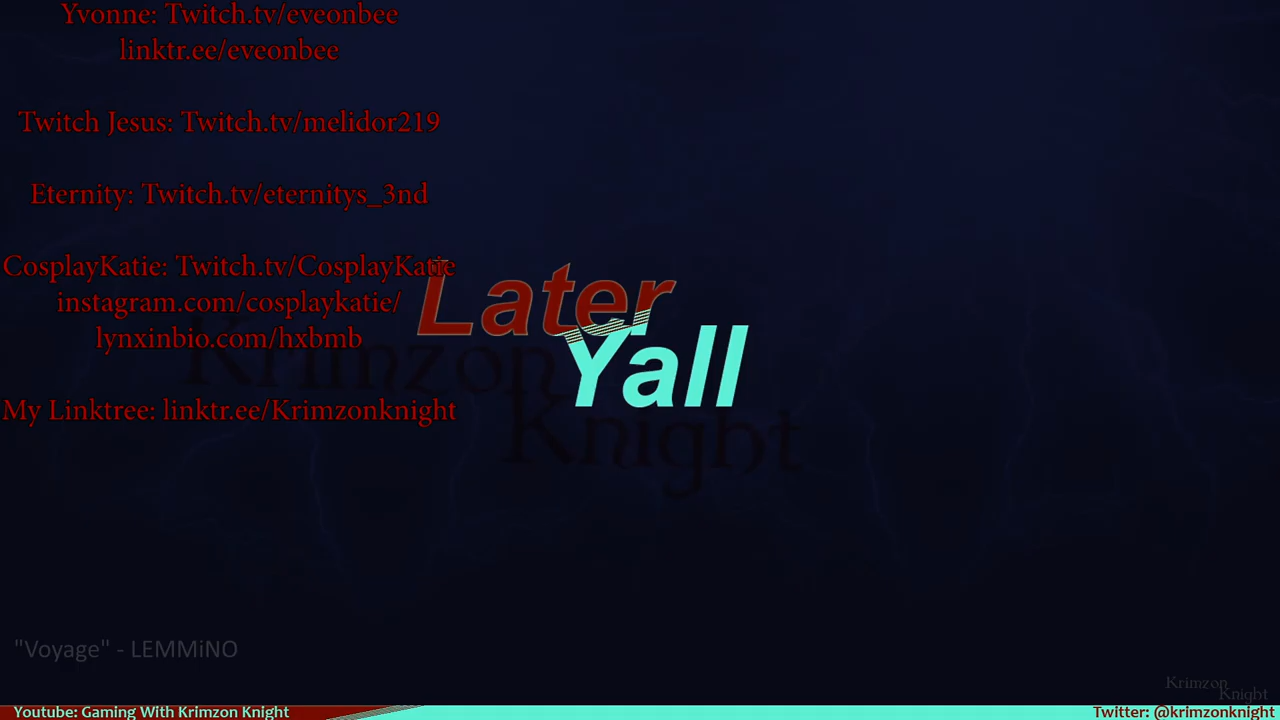 Yvonne: Twitch.tv/eveonbee
linktr.ee/eveonbee
Twitch Jesus: Twitch.tv/melidor219
Eternity: Twitch.tv/eternitys_3nd
CosplayKatie: Twitch.tv/CosplayKatie
instagram.com/cosplaykatie/
lynxinbio.com/hxbmb
My Linktree: linktr.ee/Krimzonknight
Later
Yall
Krimzon
Knight
"Voyage" - LEMMiNO
Krimzon
Knight
Youtube: Gaming With Krimzon Knight
Twitter: @krimzonknight